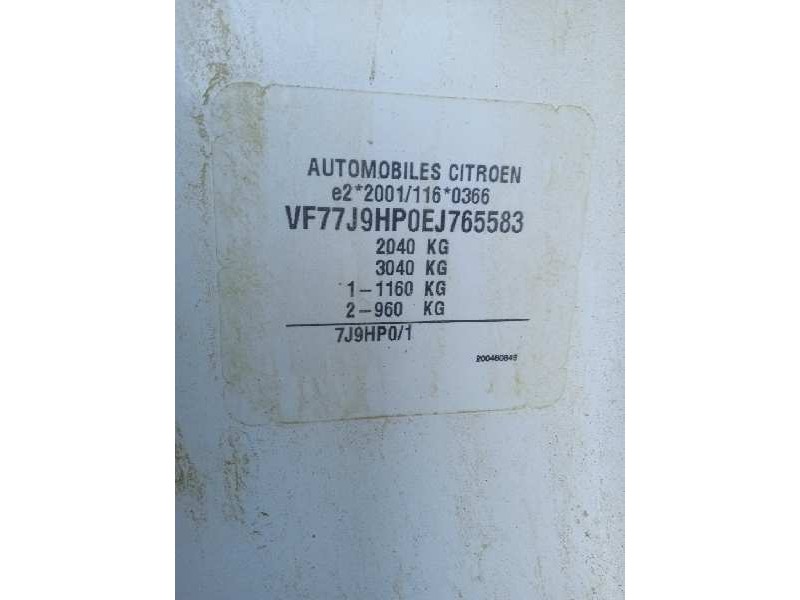 AUTOMOBILES CITROEN
e2*2001/116*0366
VF77J9HP0EJ765583
2040 KG
3040 KG
1-1160 KG
2-960 KG
7J9HP0/1
200460849